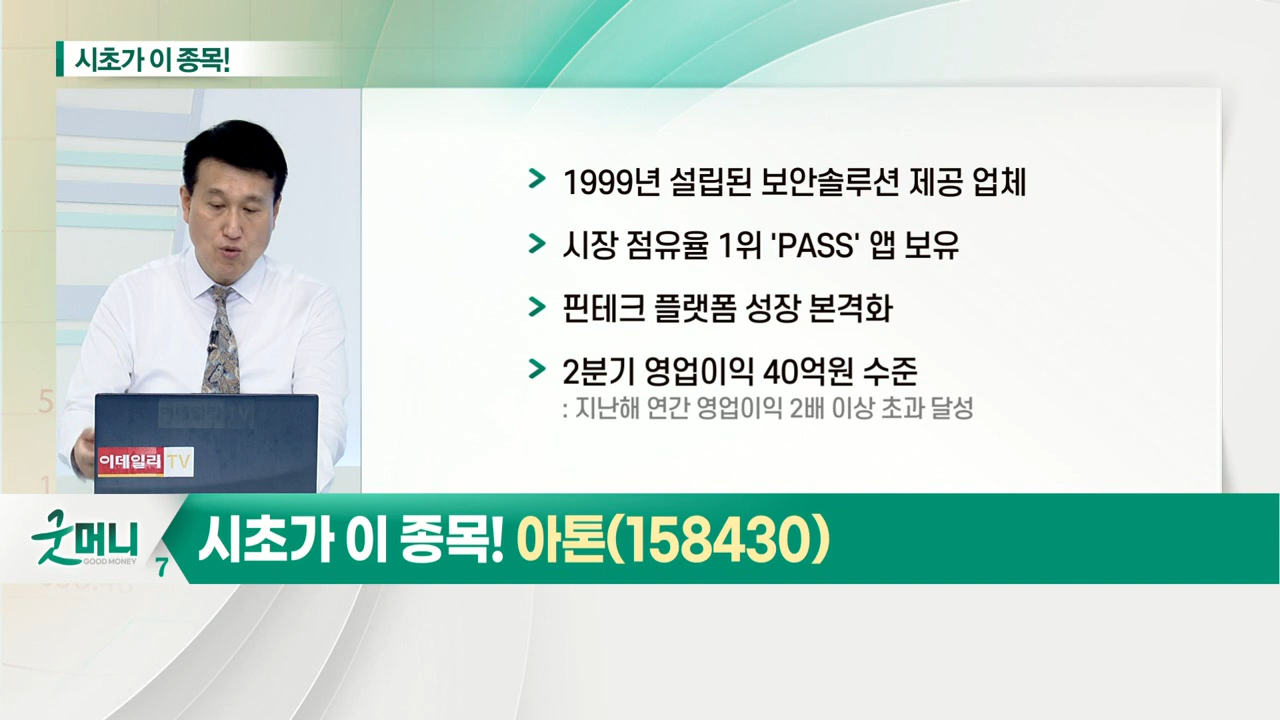 시초가 이 종목!
1999년 설립된 보안솔루션 제공 업체
시장 점유율 1위 'PASS' 앱 보유
핀테크 플랫폼 성장 본격화
2분기 영업이익 40억원 수준
: 지난해 연간 영업이익 2배 이상 초과 달성
5
1
이데일리 TV
굿머니
GOOD MONEY
7
시초가 이 종목! 아톤(158430)